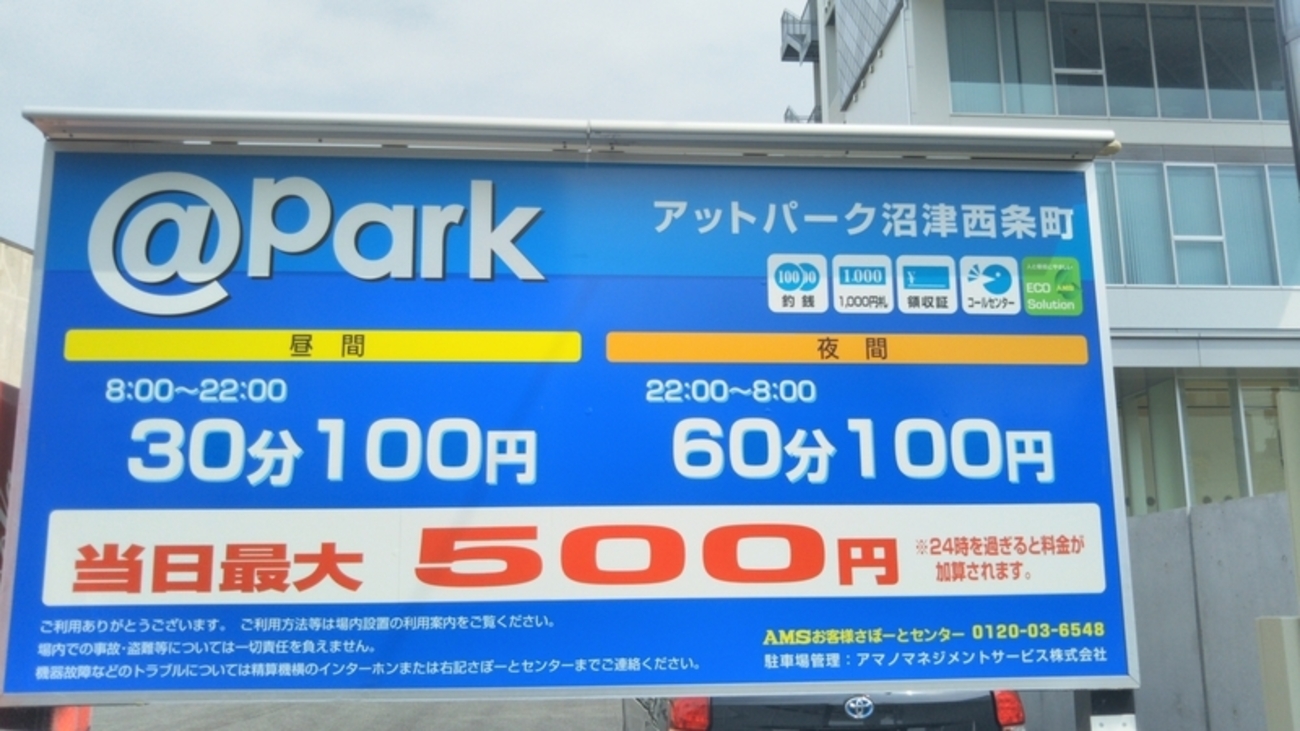 @Park
アットパーク沼津西条町
100
釣銭
1.000
1,000円札
¥
領収証
コールセンター
ECO AMS
Solution
昼間
夜間
8:00～22:00
22:00～8:00
30分100円
60分100円
当日最大 500円
※24時を過ぎると料金が
加算されます。
ご利用ありがとうございます。 ご利用方法等は場内設置の利用案内をご覧ください。
場内での事故・盗難等については一切責任を負えません。
機器故障などのトラブルについては精算機横のインターホンまたは右記さぽーとセンターまでご連絡ください。
AMSお客様さぽーとセンター 0120-03-6548
駐車場管理：アマノマネジメントサービス株式会社